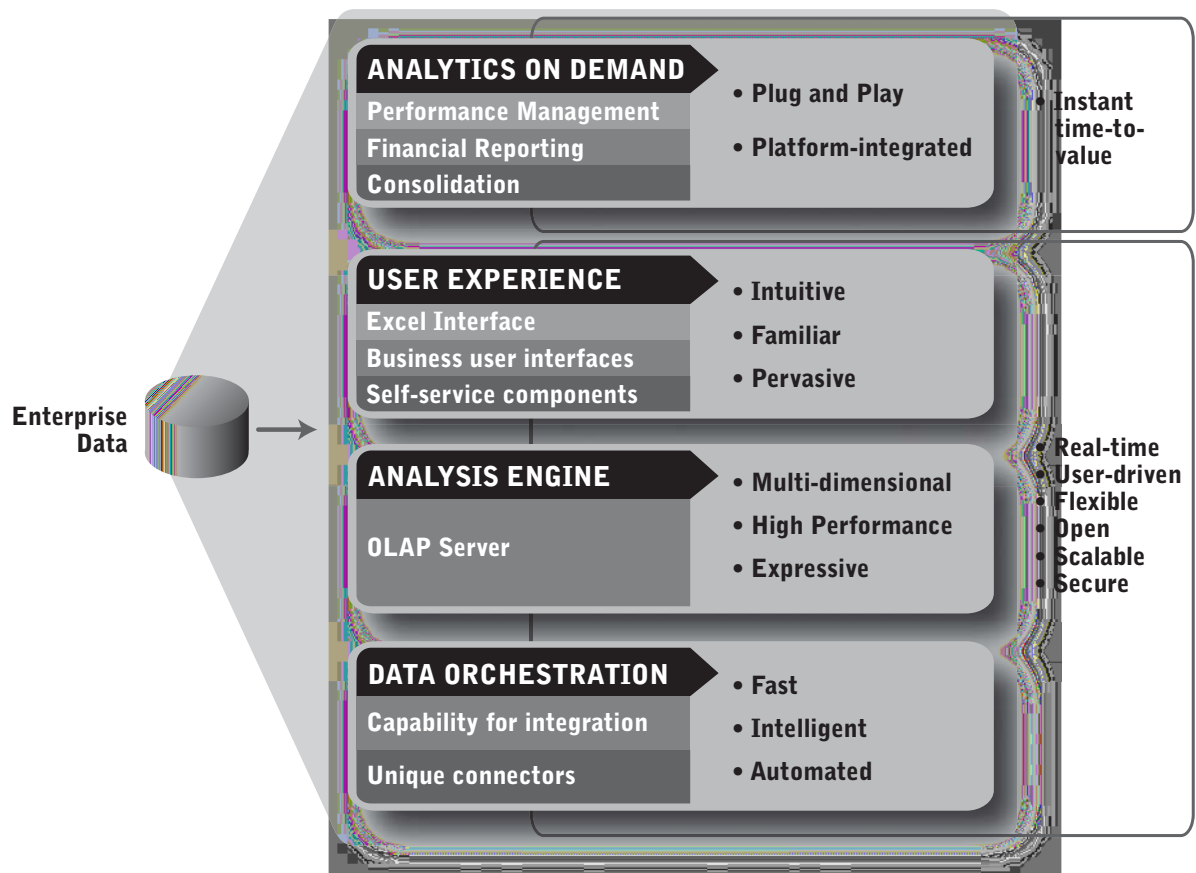 Enterprise
Data
ANALYTICS ON DEMAND
Performance Management
Financial Reporting
Consolidation
• Plug and Play
• Platform-integrated
• Instant
time-to-
value
USER EXPERIENCE
Excel Interface
Business user interfaces
Self-service components
• Intuitive
• Familiar
• Pervasive
ANALYSIS ENGINE
OLAP Server
• Multi-dimensional
• High Performance
• Expressive
DATA ORCHESTRATION
Capability for integration
Unique connectors
• Fast
• Intelligent
• Automated
• Real-time
• User-driven
• Flexible
• Open
• Scalable
• Secure